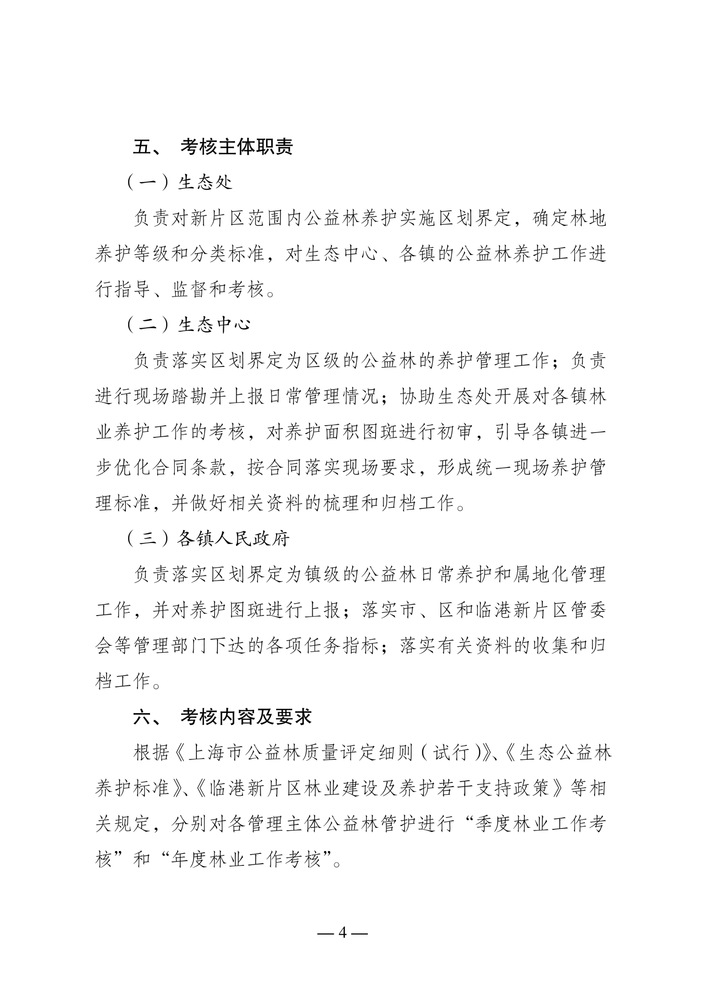 五、 考核主体职责
（一）生态处
负责对新片区范围内公益林养护实施区划界定，确定林地
养护等级和分类标准，对生态中心、各镇的公益林养护工作进
行指导、监督和考核。
（二）生态中心
负责落实区划界定为区级的公益林的养护管理工作；负责
进行现场踏勘并上报日常管理情况；协助生态处开展对各镇林
业养护工作的考核，对养护面积图斑进行初审，引导各镇进一
步优化合同条款，按合同落实现场要求，形成统一现场养护管
理标准，并做好相关资料的梳理和归档工作。
（三）各镇人民政府
负责落实区划界定为镇级的公益林日常养护和属地化管理
工作，并对养护图斑进行上报；落实市、区和临港新片区管委
会等管理部门下达的各项任务指标；落实有关资料的收集和归
档工作。
六、 考核内容及要求
根据《上海市公益林质量评定细则（试行）》、《生态公益林
养护标准》、《临港新片区林业建设及养护若干支持政策》等相
关规定，分别对各管理主体公益林管护进行“季度林业工作考
核”和“年度林业工作考核”。
— 4 —